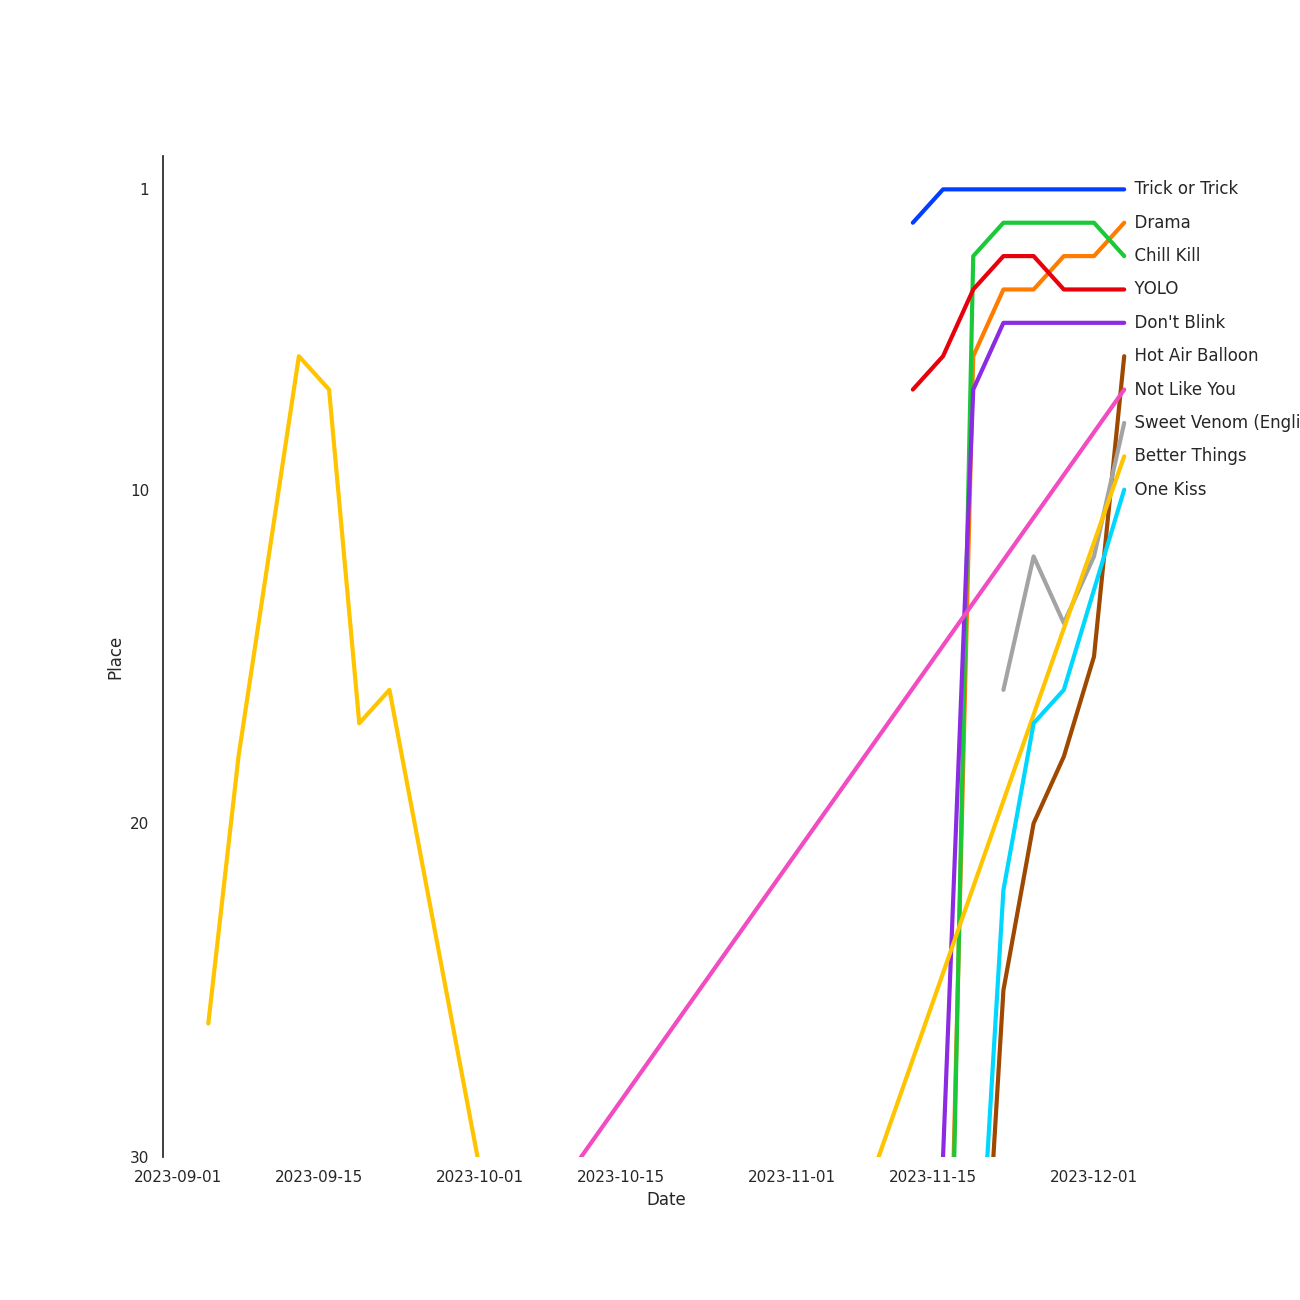 1
10
20
30
Place
Trick or Trick
Drama
Chill Kill
YOLO
Don't Blink
Hot Air Balloon
Not Like You
Sweet Venom (Engli
Better Things
One Kiss
2023-09-01 2023-09-15 2023-10-01 2023-10-15 2023-11-01 2023-11-15 2023-12-01
Date